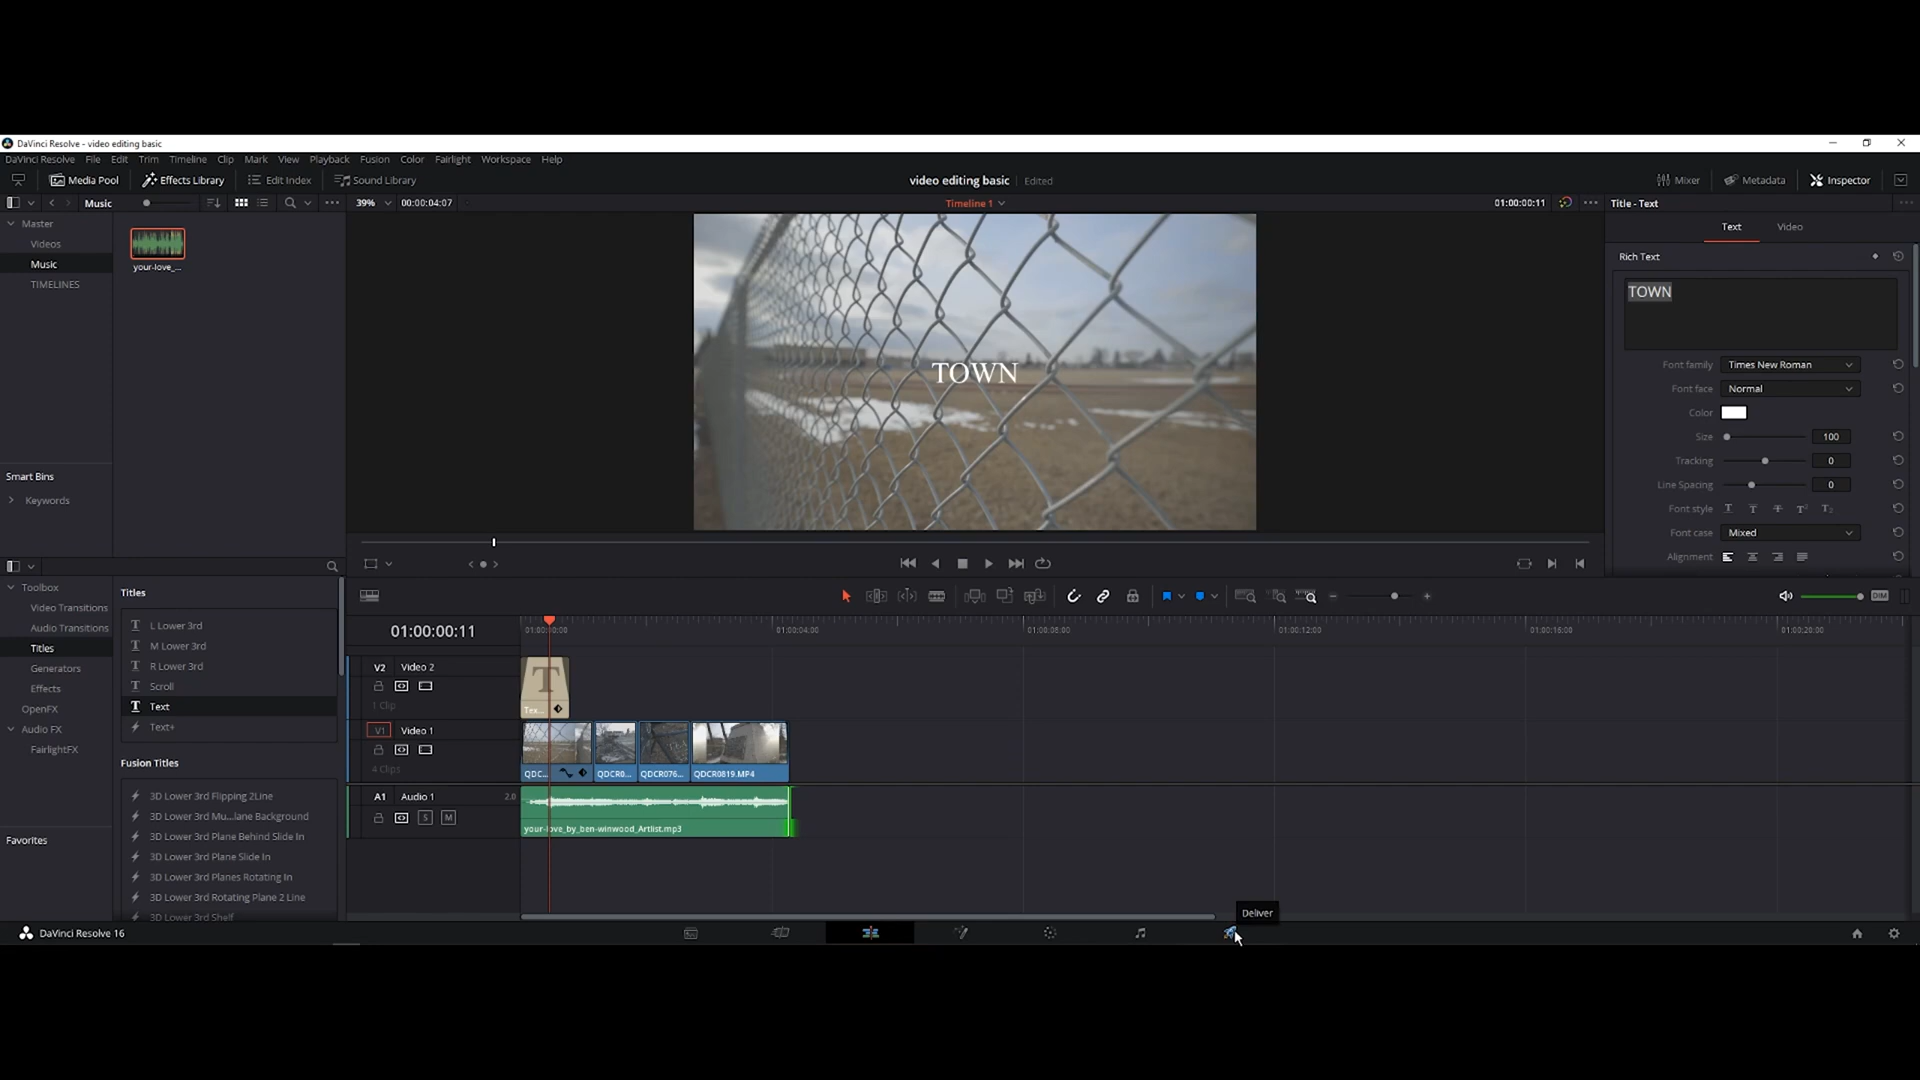 DaVinci Resolve - video editing basic
DaVinci Resolve File Edit Trim Timeline Clip Mark View Playback Fusion Color Fairlight Workspace Help
Media Pool Effects Library Edit Index Sound Library video editing basic Edited Mixer Metadata Inspector
Music 39% 00:00:04:07 Timeline 1 01:00:00:11 Title - Text
Master
Videos
Music
TIMELINES
your-love_...
Smart Bins
Keywords
TOWN
Text Video
Rich Text
TOWN
Font family Times New Roman
Font face Normal
Color
Size 100
Tracking 0
Line Spacing 0
Font style T T T T T
Font case Mixed
Alignment
Toolbox
Video Transitions
Audio Transitions
Titles
Generators
Effects
OpenFX
Audio FX
FairlightFX
Favorites
Titles
L Lower 3rd
M Lower 3rd
R Lower 3rd
Scroll
Text
Text+
Fusion Titles
3D Lower 3rd Flipping 2Line
3D Lower 3rd Mu...lane Background
3D Lower 3rd Plane Behind Slide In
3D Lower 3rd Plane Slide In
3D Lower 3rd Planes Rotating In
3D Lower 3rd Rotating Plane 2 Line
3D Lower 3rd Shelf
DIM
01:00:00:11 01:00:00:00 01:00:04:00 01:00:08:00 01:00:12:00 01:00:16:00 01:00:20:00
V2 Video 2
1 Clip
T
Tex...
V1 Video 1
4 Clips
QDC... QDCR0... QDCR076... QDCR0819.MP4
A1 Audio 1 2.0
S M
your-love_by_ben-winwood_Artlist.mp3
Deliver
DaVinci Resolve 16